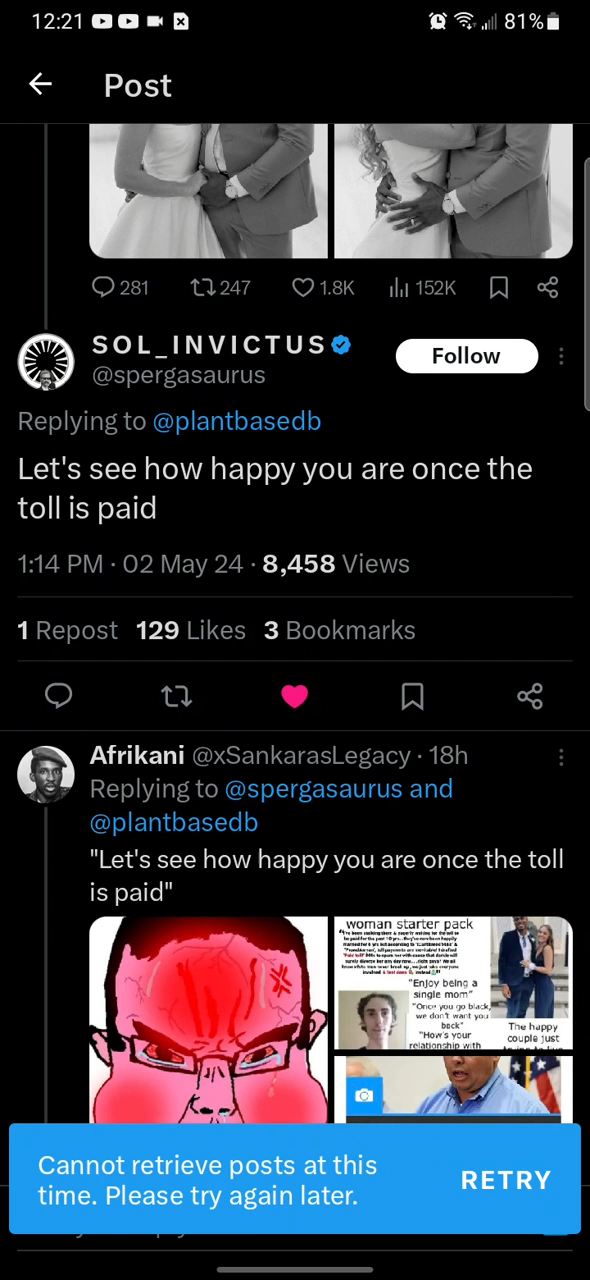 12:21
81%
Post
281
247
1.8K
152K
SOL_INVICTUS
Follow
@spergasaurus
Replying to @plantbasedb
Let's see how happy you are once the
toll is paid
1:14 PM · 02 May 24 · 8,458 Views
1 Repost 129 Likes 3 Bookmarks
Afrikani @xSankarasLegacy · 18h
Replying to @spergasaurus and
@plantbasedb
"Let's see how happy you are once the toll
is paid"
woman starter pack
"Enjoy being a
single mom"
"Once you go black,
we don't want you
back"
"How's your
relationship with
The happy
couple just
Cannot retrieve posts at this
time. Please try again later.
RETRY